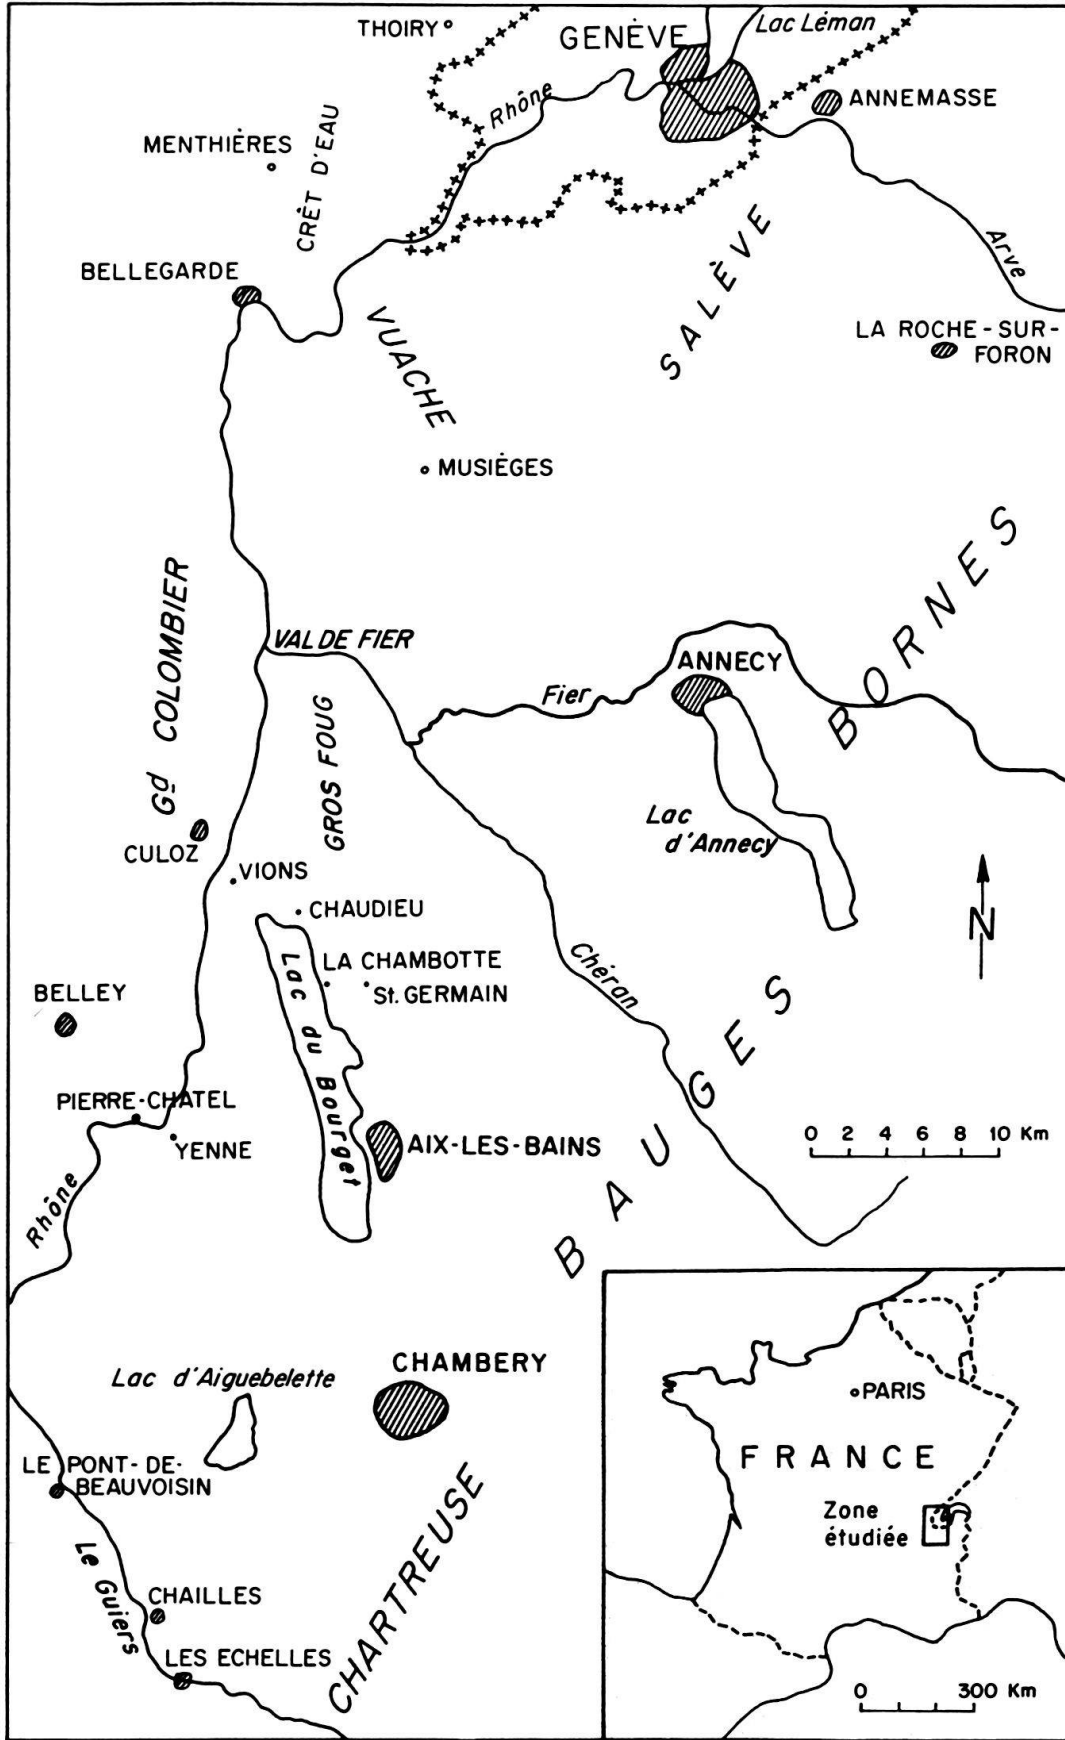 THOIRY
GENÈVE
Lac Léman
Rhône
ANNEMASSE
MENTHIÈRES
CRÊT D'EAU
BELLEGARDE
SALÈVE
Arve
VUACHE
LA ROCHE-SUR-
FORON
MUSIÈGES
BORNES
Gd COLOMBIER
VAL DE FIER
ANNECY
Fier
GROS FOUG
Lac
d'Annecy
CULOZ
VIONS
CHAUDIEU
N
Chéran
LA CHAMBOTTE
St. GERMAIN
BELLEY
Lac du Bourget
BAUGES
PIERRE-CHATEL
YENNE
AIX-LES-BAINS
0 2 4 6 8 10 Km
Rhône
Lac d'Aiguebelette
CHAMBERY
LE PONT-DE-
BEAUVOISIN
Le Guiers
CHAILLES
LES ECHELLES
CHARTREUSE
PARIS
FRANCE
Zone
étudiée
0 300 Km